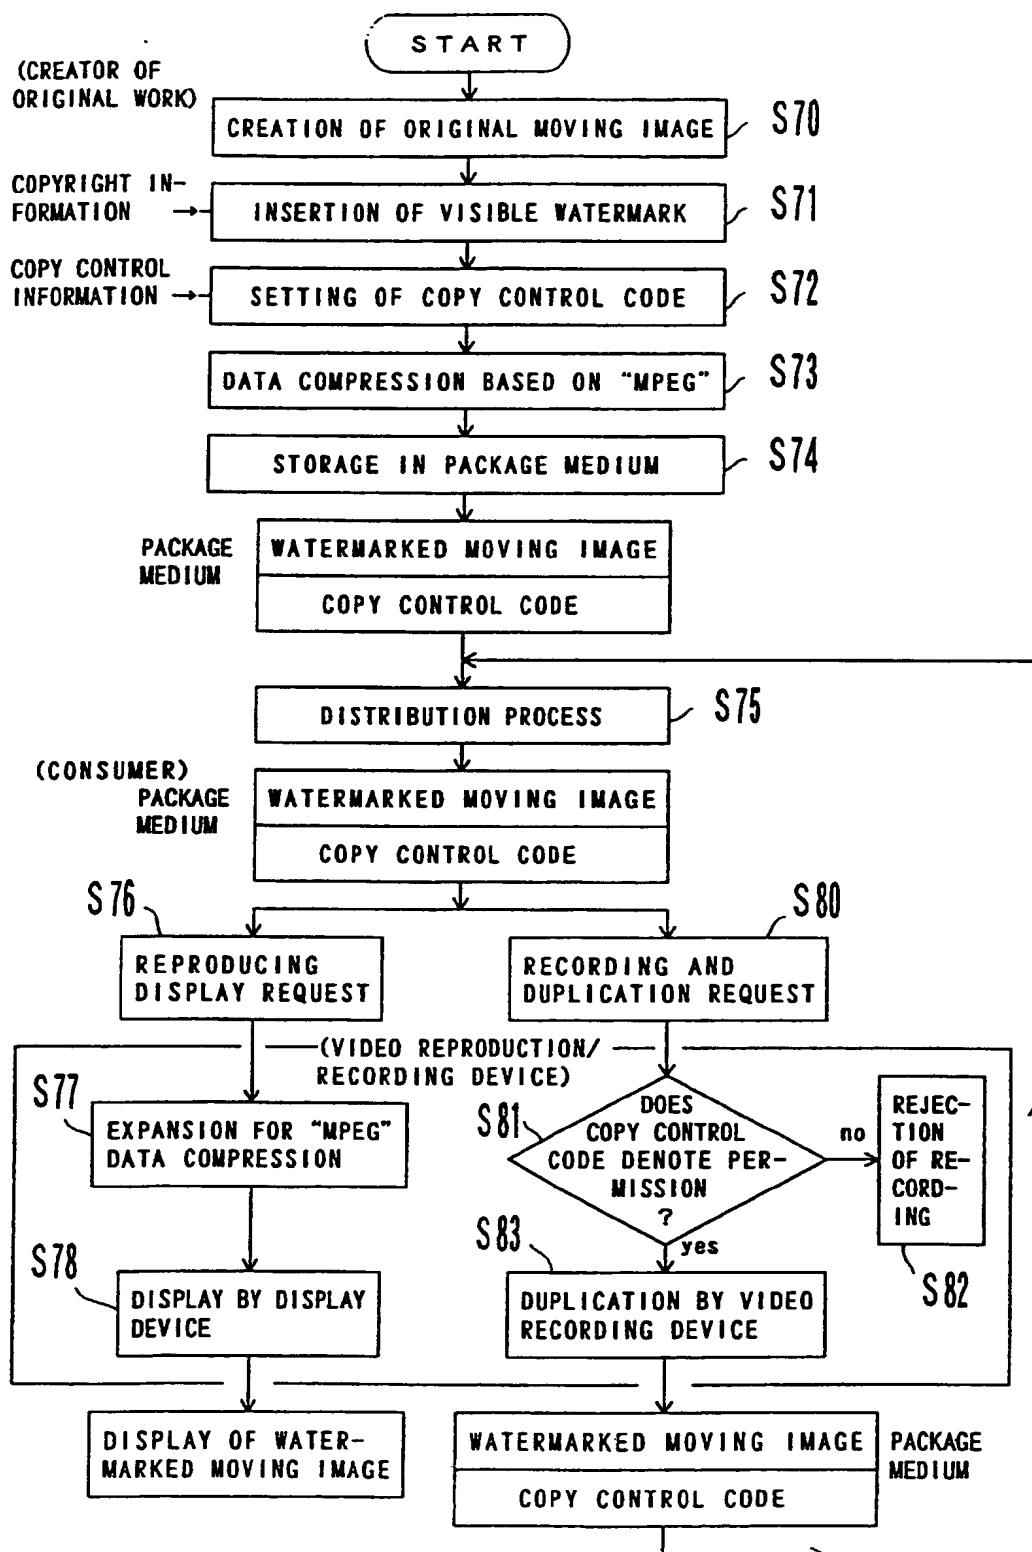 START
(CREATOR OF
ORIGINAL WORK)
CREATION OF ORIGINAL MOVING IMAGE
S70
COPYRIGHT IN-
FORMATION
INSERTION OF VISIBLE WATERMARK
S71
COPY CONTROL
INFORMATION
SETTING OF COPY CONTROL CODE
S72
DATA COMPRESSION BASED ON "MPEG"
S73
STORAGE IN PACKAGE MEDIUM
S74
PACKAGE
MEDIUM
WATERMARKED MOVING IMAGE
COPY CONTROL CODE
DISTRIBUTION PROCESS
S75
(CONSUMER)
PACKAGE
MEDIUM
WATERMARKED MOVING IMAGE
COPY CONTROL CODE
S76
REPRODUCING
DISPLAY REQUEST
S80
RECORDING AND
DUPLICATION REQUEST
(VIDEO REPRODUCTION/
RECORDING DEVICE)
S77
EXPANSION FOR "MPEG"
DATA COMPRESSION
S81
DOES
COPY CONTROL
CODE DENOTE PER-
MISSION
?
no
yes
REJEC-
TION
OF RE-
CORD-
ING
S82
S78
DISPLAY BY DISPLAY
DEVICE
S83
DUPLICATION BY VIDEO
RECORDING DEVICE
DISPLAY OF WATER-
MARKED MOVING IMAGE
WATERMARKED MOVING IMAGE
COPY CONTROL CODE
PACKAGE
MEDIUM